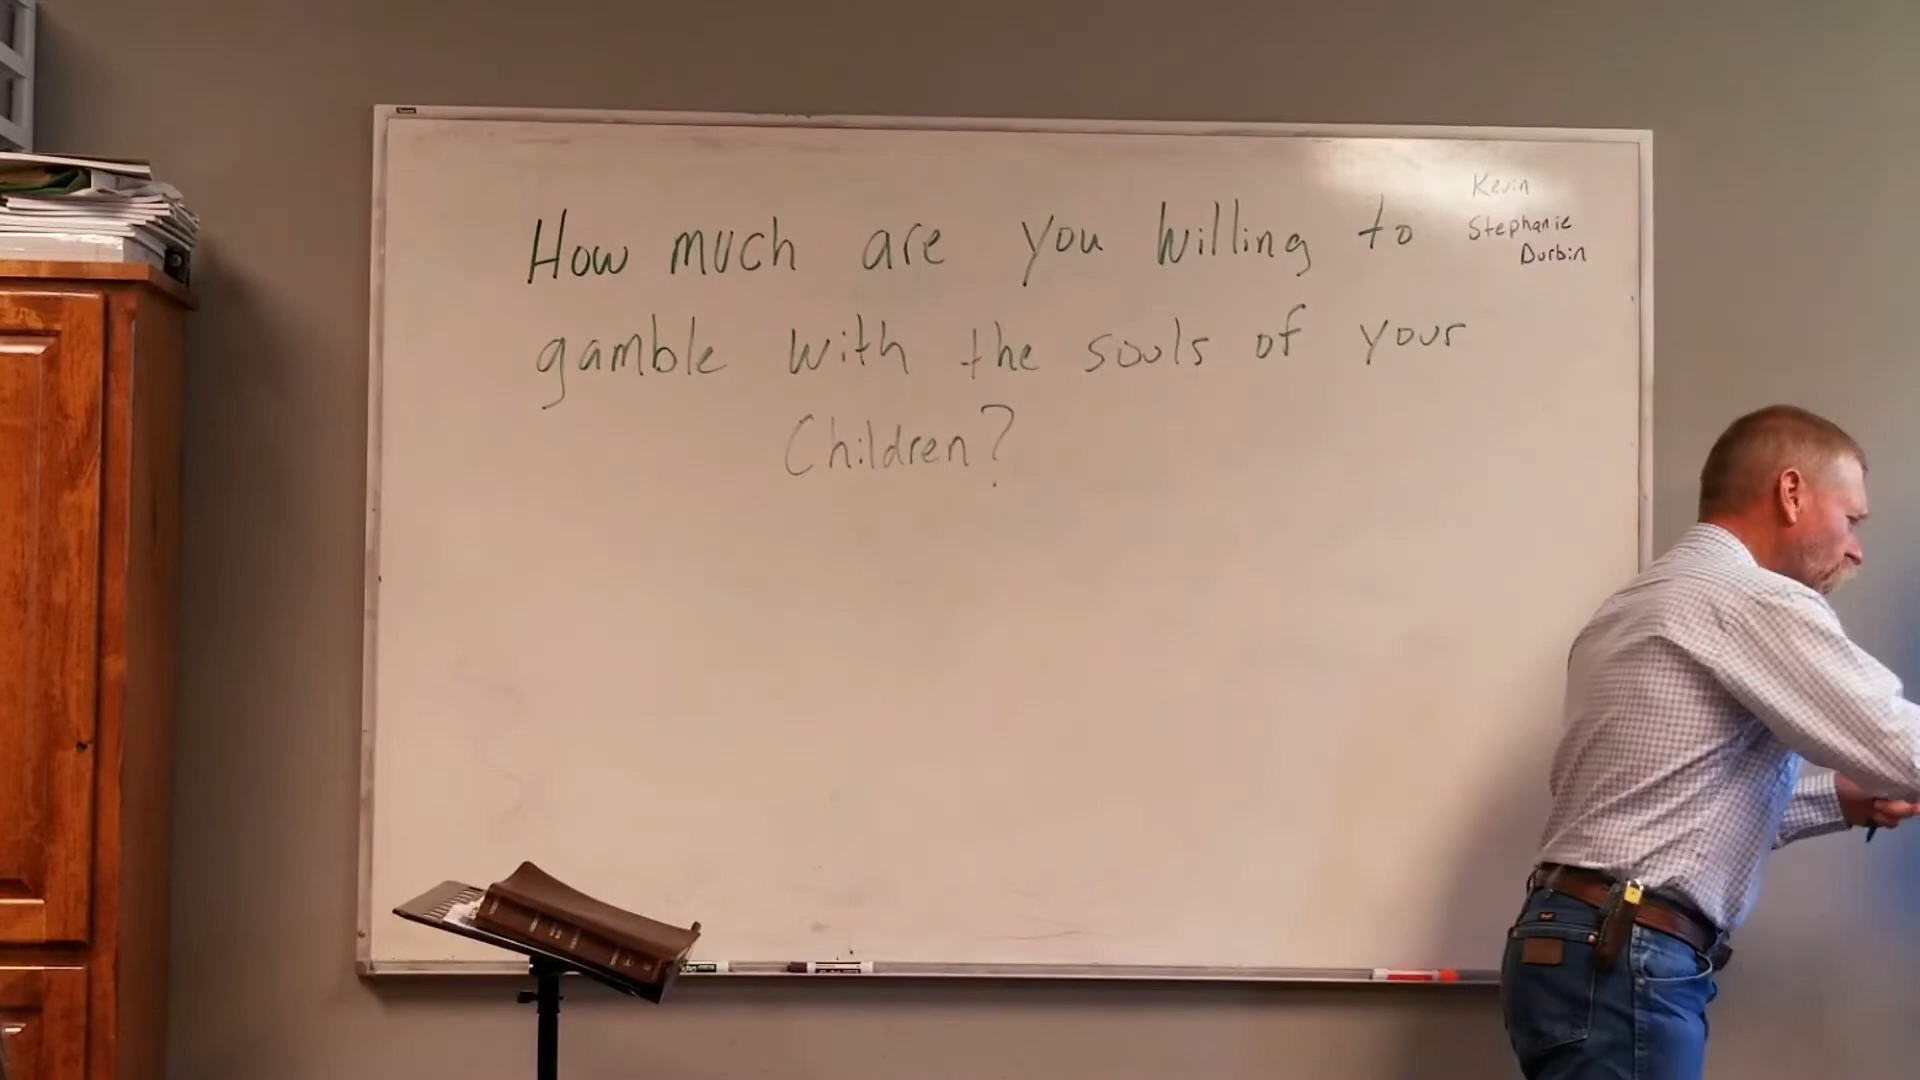 How much are you willing to
gamble with the souls of your
Children?
Kevin
Stephanie
Durbin